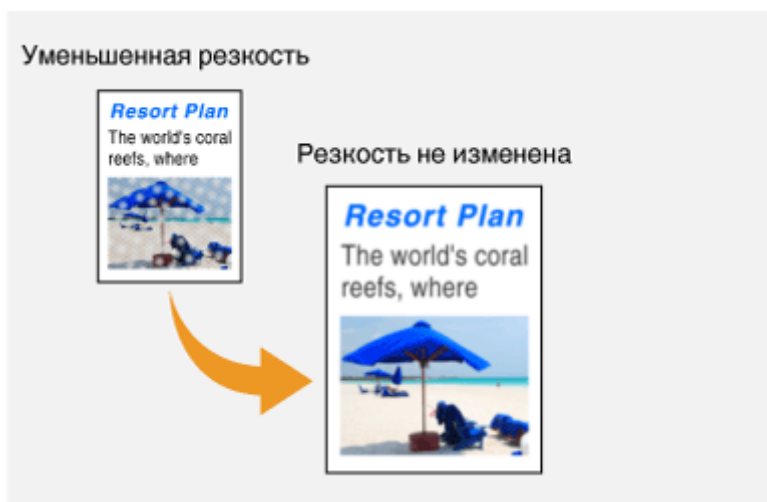 Уменьшенная резкость
Resort Plan
The world's coral
reefs, where
Резкость не изменена
Resort Plan
The world's coral
reefs, where